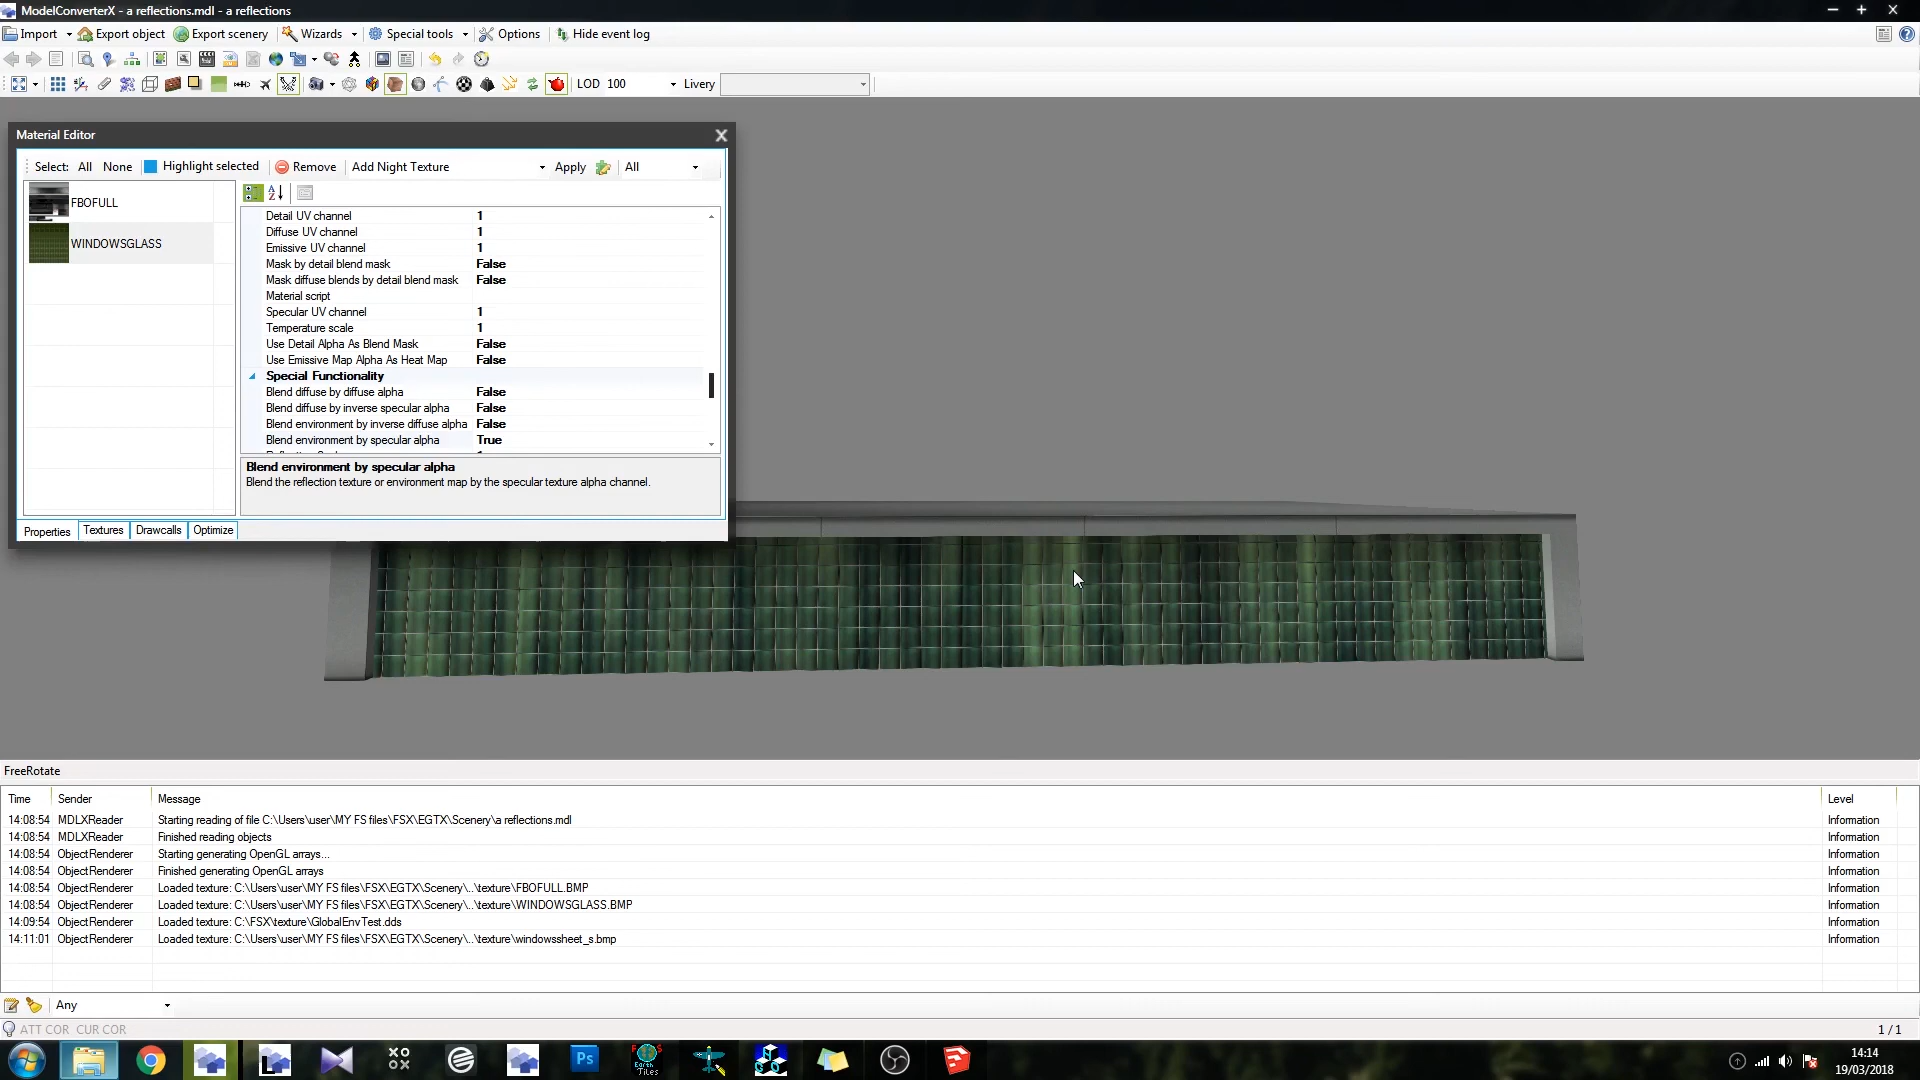 ModelConverterX - a reflections.mdl - a reflections
Import Export object Export scenery Wizards Special tools Options Hide event log
LOD 100 Livery
Material Editor
Select: All None Highlight selected Remove Add Night Texture Apply All
FBOFULL
WINDOWSGLASS
Detail UV channel 1
Diffuse UV channel 1
Emissive UV channel 1
Mask by detail blend mask False
Mask diffuse blends by detail blend mask False
Material script
Specular UV channel 1
Temperature scale 1
Use Detail Alpha As Blend Mask False
Use Emissive Map Alpha As Heat Map False
Special Functionality
Blend diffuse by diffuse alpha False
Blend diffuse by inverse specular alpha False
Blend environment by inverse diffuse alpha False
Blend environment by specular alpha True
Blend environment by specular alpha
Blend the reflection texture or environment map by the specular texture alpha channel.
Properties Textures Drawcalls Optimize
FreeRotate
Time Sender Message Level
14:08:54 MDLXReader Starting reading of file C:\Users\user\MY FS files\FSX\EGTX\Scenery\a reflections.mdl Information
14:08:54 MDLXReader Finished reading objects Information
14:08:54 ObjectRenderer Starting generating OpenGL arrays... Information
14:08:54 ObjectRenderer Finished generating OpenGL arrays Information
14:08:54 ObjectRenderer Loaded texture: C:\Users\user\MY FS files\FSX\EGTX\Scenery\..\texture\FBOFULL.BMP Information
14:08:54 ObjectRenderer Loaded texture: C:\Users\user\MY FS files\FSX\EGTX\Scenery\..\texture\WINDOWSGLASS.BMP Information
14:09:54 ObjectRenderer Loaded texture: C:\FSX\texture\GlobalEnvTest.dds Information
14:11:01 ObjectRenderer Loaded texture: C:\Users\user\MY FS files\FSX\EGTX\Scenery\..\texture\windowssheet_s.bmp Information
Any
ATT COR CUR COR 1 / 1
Ps
14:14
19/03/2018